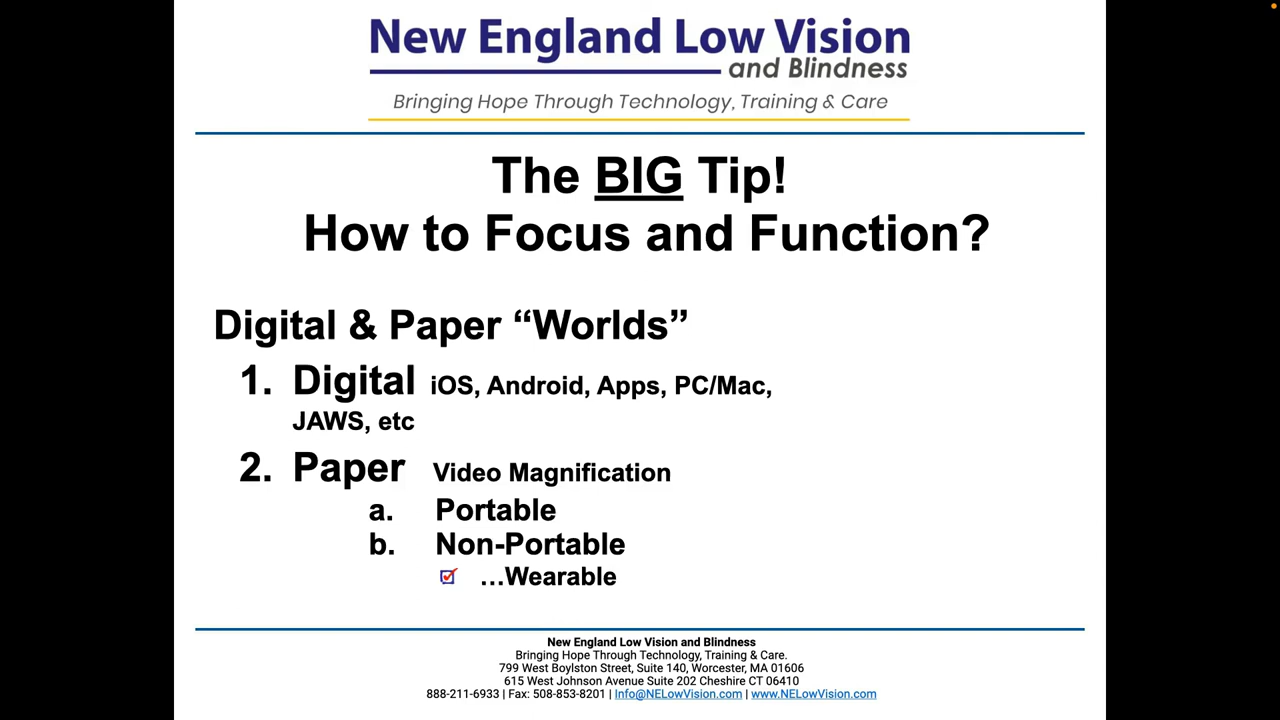 New England Low Vision
and Blindness
Bringing Hope Through Technology, Training & Care
The BIG Tip!
How to Focus and Function?
Digital & Paper “Worlds”
1. Digital iOS, Android, Apps, PC/Mac,
JAWS, etc
2. Paper Video Magnification
a. Portable
b. Non-Portable
…Wearable
New England Low Vision and Blindness
Bringing Hope Through Technology, Training & Care.
799 West Boylston Street, Suite 140, Worcester, MA 01606
615 West Johnson Avenue Suite 202 Cheshire CT 06410
888-211-6933 | Fax: 508-853-8201 | Info@NELowVision.com | www.NELowVision.com